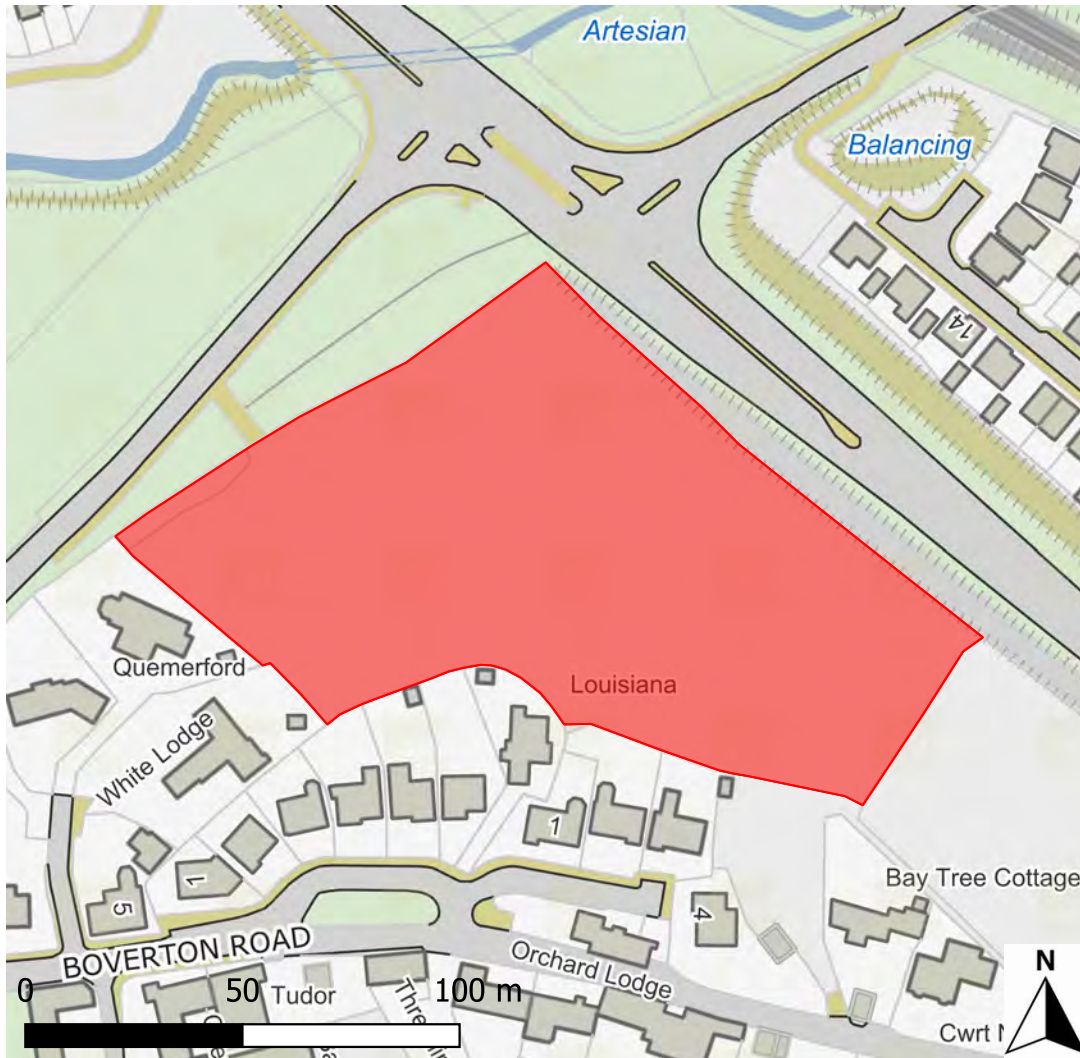 Artesian
Balancing
14
Quemerford
Louisiana
White Lodge
1
1
5
4
Bay Tree Cottage
BOVERTON ROAD
Orchard Lodge
Tudor
N
0 50 100 m